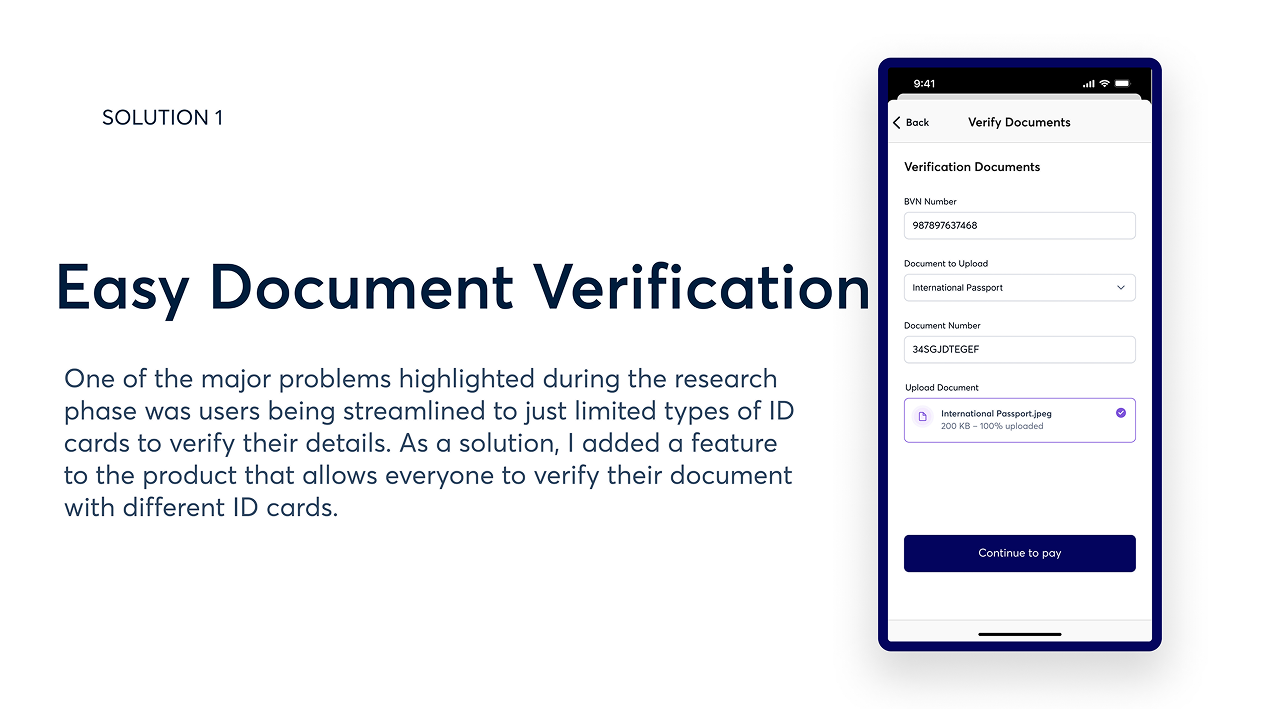 SOLUTION 1
Easy Document Verification
One of the major problems highlighted during the research
phase was users being streamlined to just limited types of ID
cards to verify their details. As a solution, I added a feature
to the product that allows everyone to verify their document
with different ID cards.
9:41
Back
Verify Documents
Verification Documents
BVN Number
987897637468
Document to Upload
International Passport
Document Number
34SGJDTEGEF
Upload Document
International Passport.jpeg
200 KB – 100% uploaded
Continue to pay